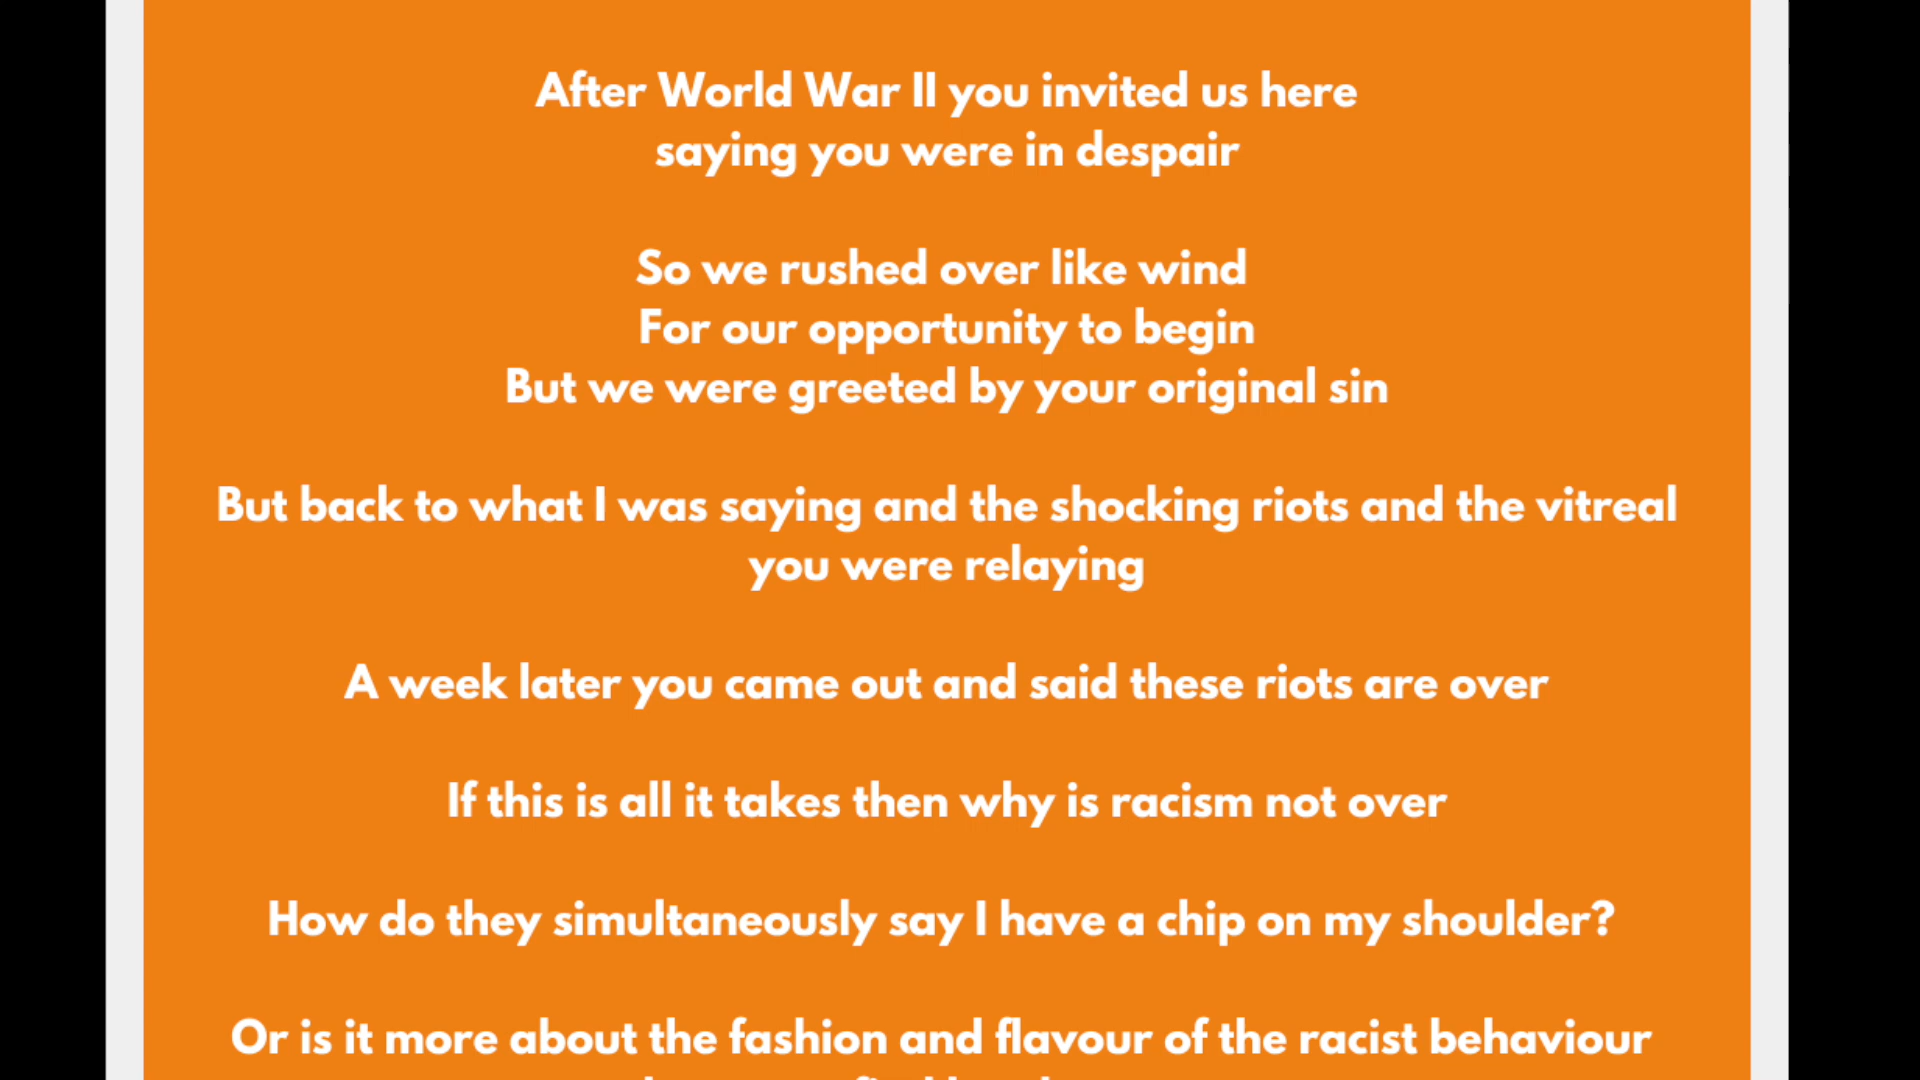 After World War II you invited us here
saying you were in despair
So we rushed over like wind
For our opportunity to begin
But we were greeted by your original sin
But back to what I was saying and the shocking riots and the vitreal
you were relaying
A week later you came out and said these riots are over
If this is all it takes then why is racism not over
How do they simultaneously say I have a chip on my shoulder?
Or is it more about the fashion and flavour of the racist behaviour